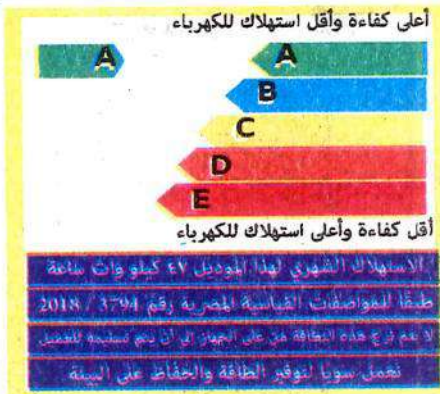 أعلى كفاءة وأقل استهلاك للكهرباء
A A
B
C
D
E
أقل كفاءة وأعلى استهلاك للكهرباء
الاستهلاك الشهري لهذا الموديل ٤٧ كيلو وات ساعة
طبقا للمواصفات القياسية المصرية رقم 3794 / 2018
لا يتم نزع هذه البطاقة من على الجهاز إلى أن يتم تسليمه للعميل
نعمل سويا لتوفير الطاقة والحفاظ على البيئة